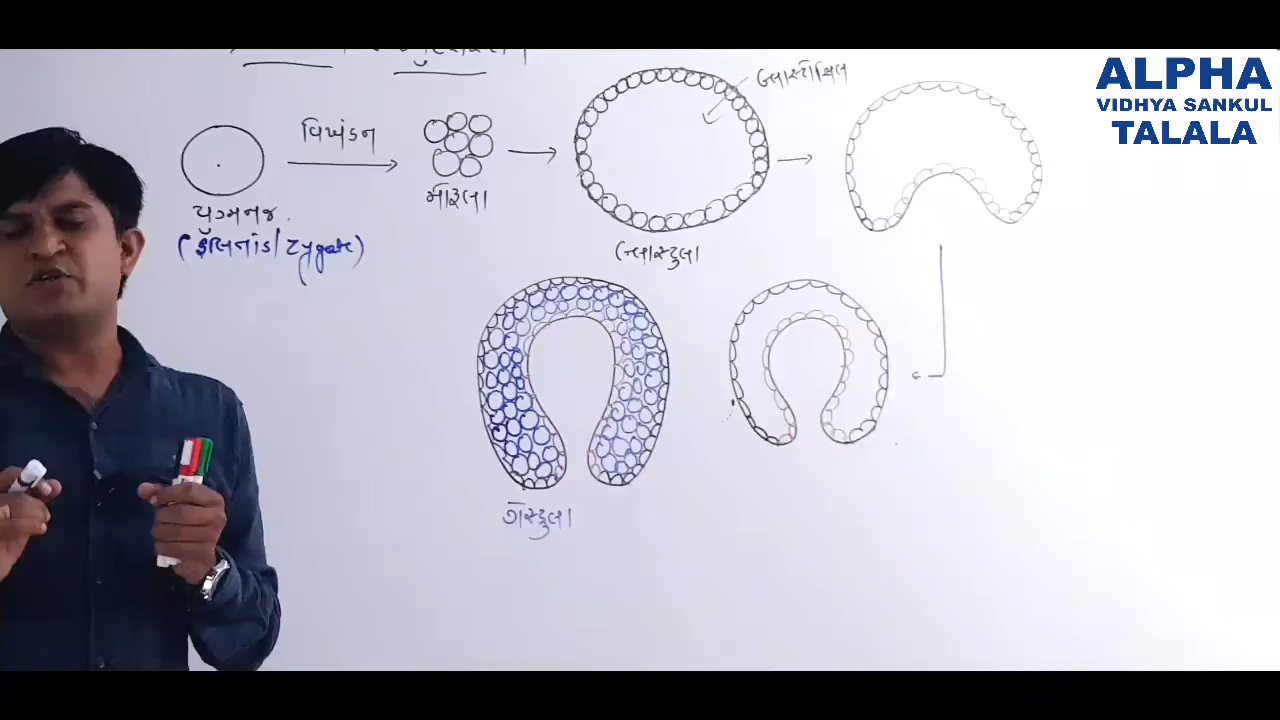 ALPHA
VIDHYA SANKUL
TALALA
બ્લાસ્ટોસિલ
વિખંડન
યુગ્મનજ.
(ફલિતાંડ/Zygote)
મોરૂલા
બ્લાસ્ટુલા
ગેસ્ટ્રુલા